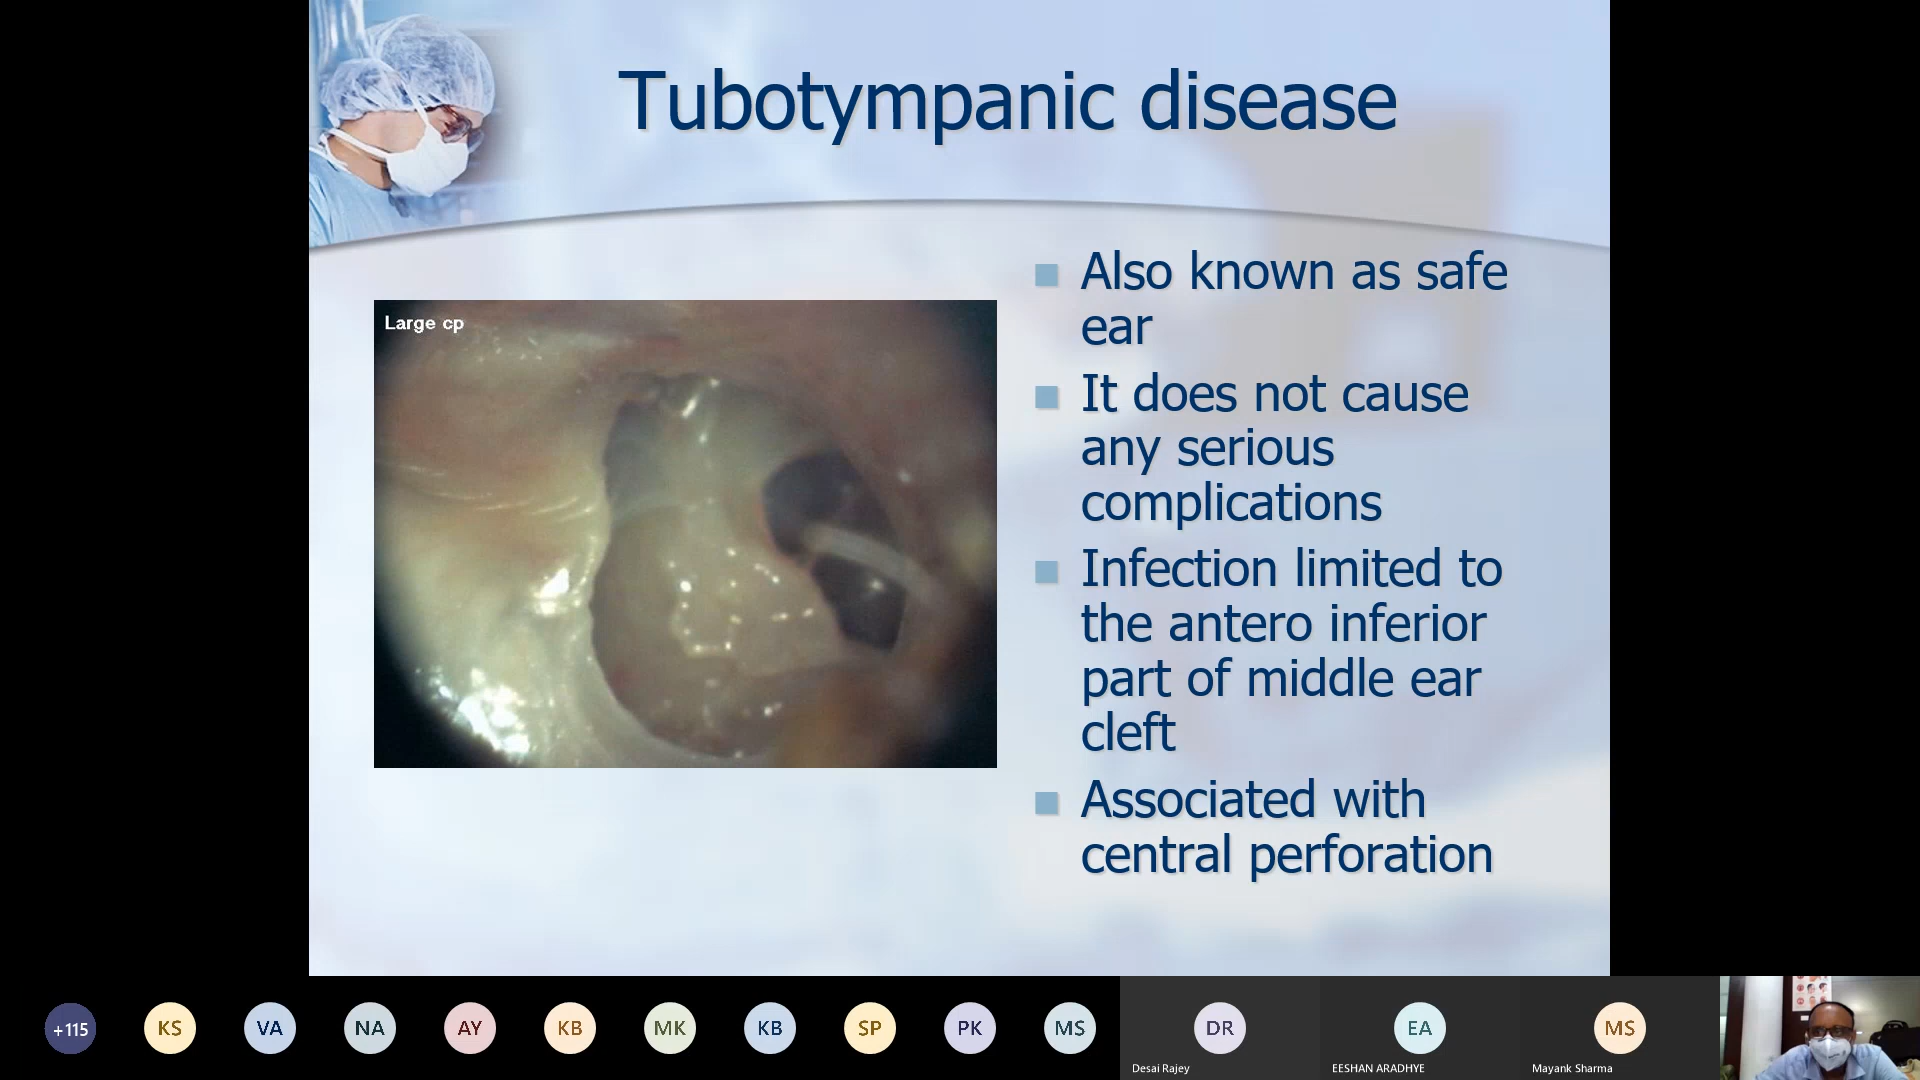 Tubotympanic disease
Large cp
Also known as safe
ear
It does not cause
any serious
complications
Infection limited to
the antero inferior
part of middle ear
cleft
Associated with
central perforation
+115
KS
VA
NA
AY
KB
MK
KB
SP
PK
MS
DR
EA
MS
Desai Rajey
EESHAN ARADHYE
Mayank Sharma